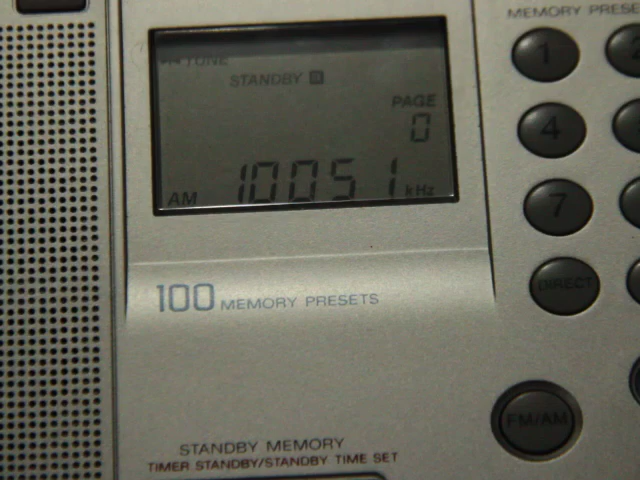 MEMORY PRESE
TUNE
STANDBY B
PAGE
0
AM 10051 kHz
1
2
4
7
DIRECT
100 MEMORY PRESETS
FM/AM
STANDBY MEMORY
TIMER STANDBY/STANDBY TIME SET